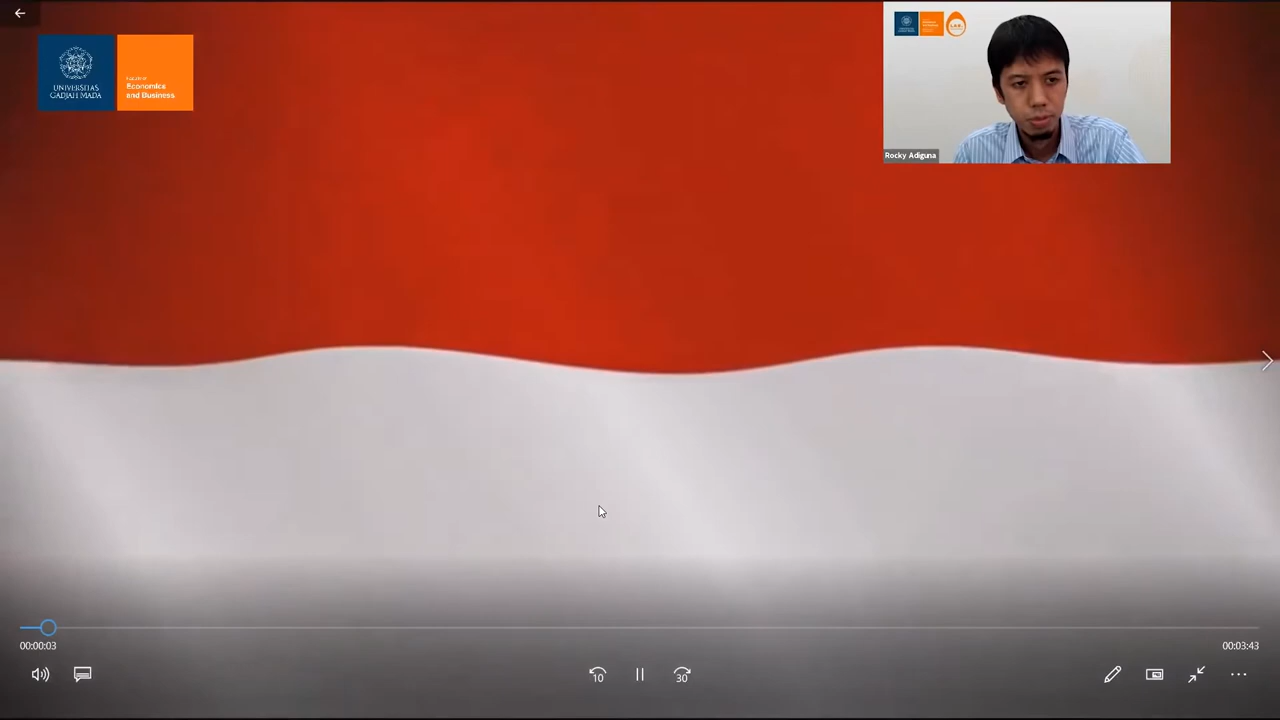 UNIVERSITAS
GADJAH MADA
Economics
and Business
Rocky Adiguna
00:00:03
00:03:43
10
30